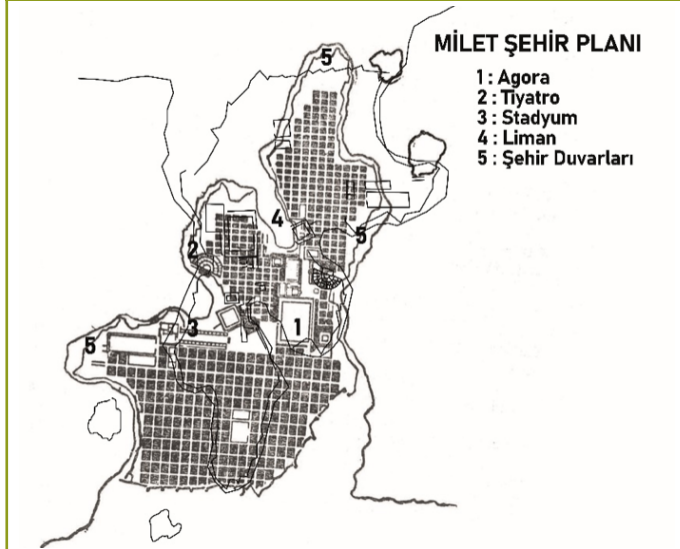 MİLET ŞEHİR PLANI
1 : Agora
2 : Tiyatro
3 : Stadyum
4 : Liman
5 : Şehir Duvarları
5
4
5
2
3
1
5